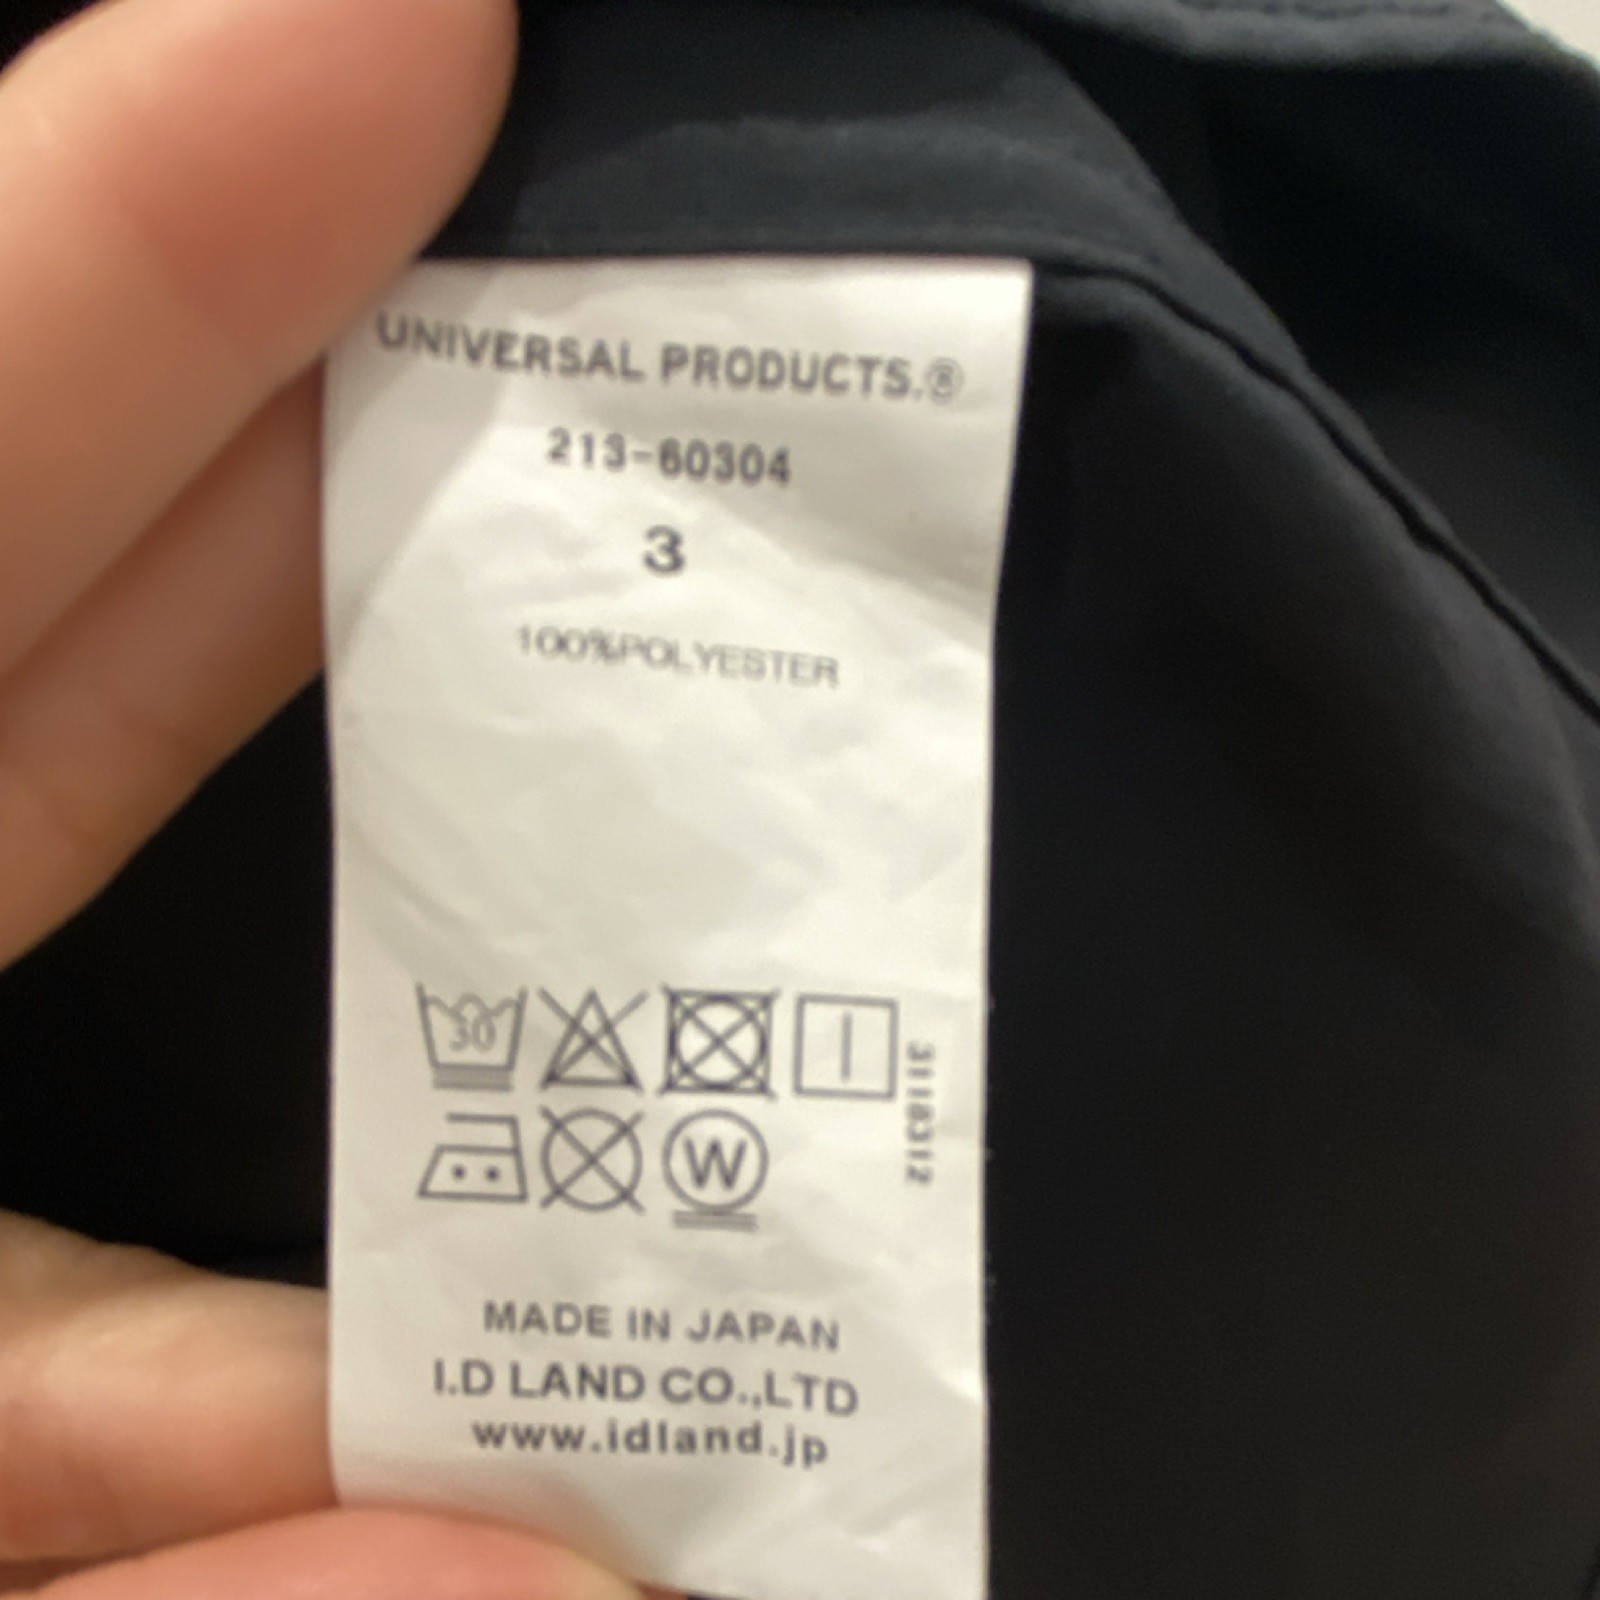 UNIVERSAL PRODUCTS.®
213-60304
3
100%POLYESTER
30
W
3118312
MADE IN JAPAN
I.D LAND CO.,LTD
www.idland.jp